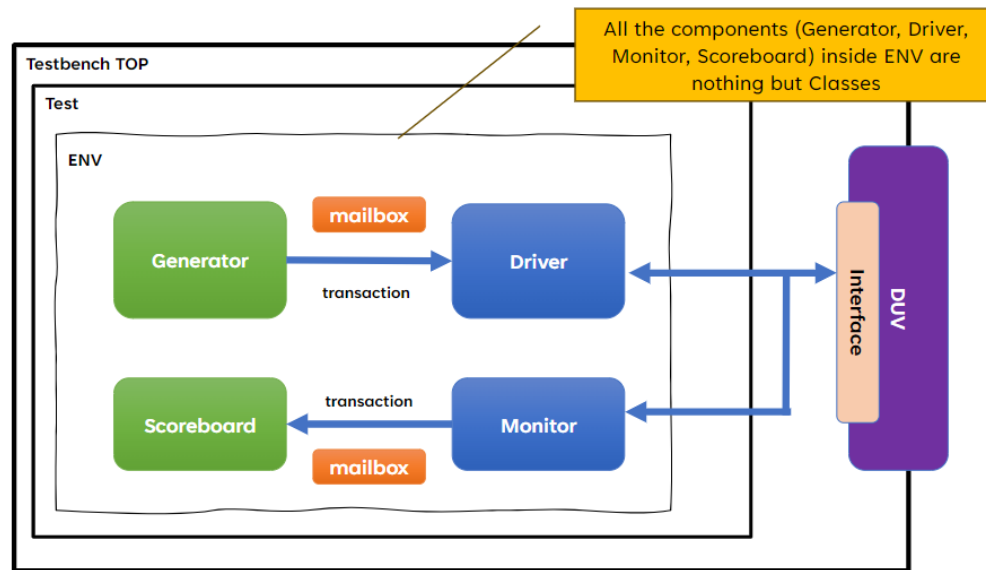 All the components (Generator, Driver,
Monitor, Scoreboard) inside ENV are
nothing but Classes
Testbench TOP
Test
ENV
mailbox
Generator
Driver
transaction
Interface
DUV
transaction
Scoreboard
Monitor
mailbox